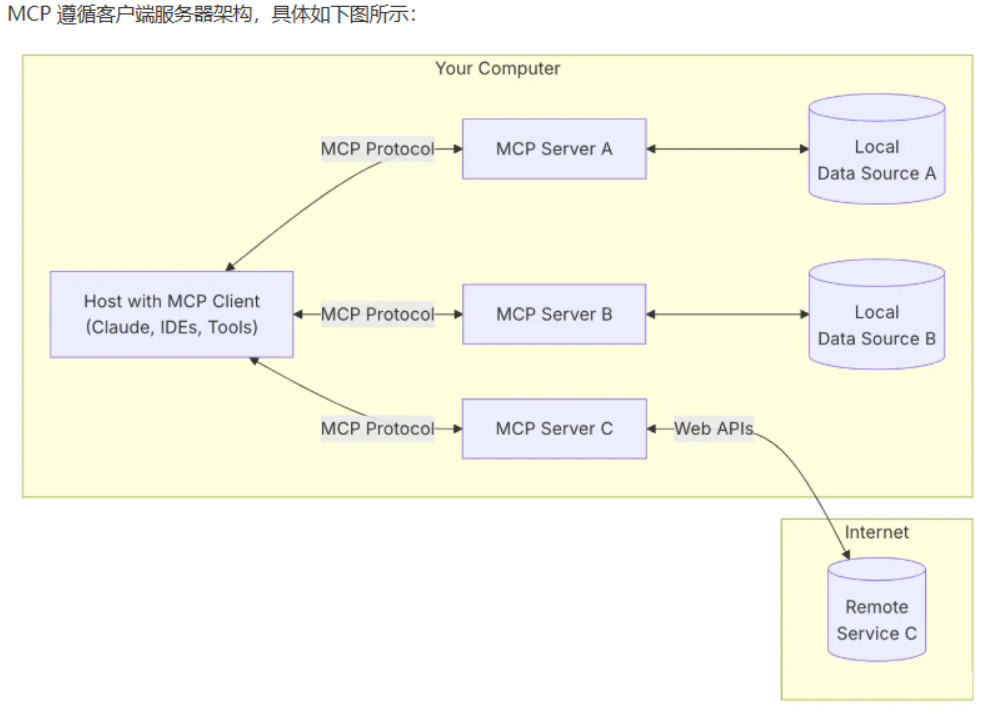 MCP 遵循客户端服务器架构，具体如下图所示：
Your Computer
MCP Protocol
MCP Server A
Local
Data Source A
Host with MCP Client
(Claude, IDEs, Tools)
MCP Protocol
MCP Server B
Local
Data Source B
MCP Protocol
MCP Server C
Web APIs
Internet
Remote
Service C